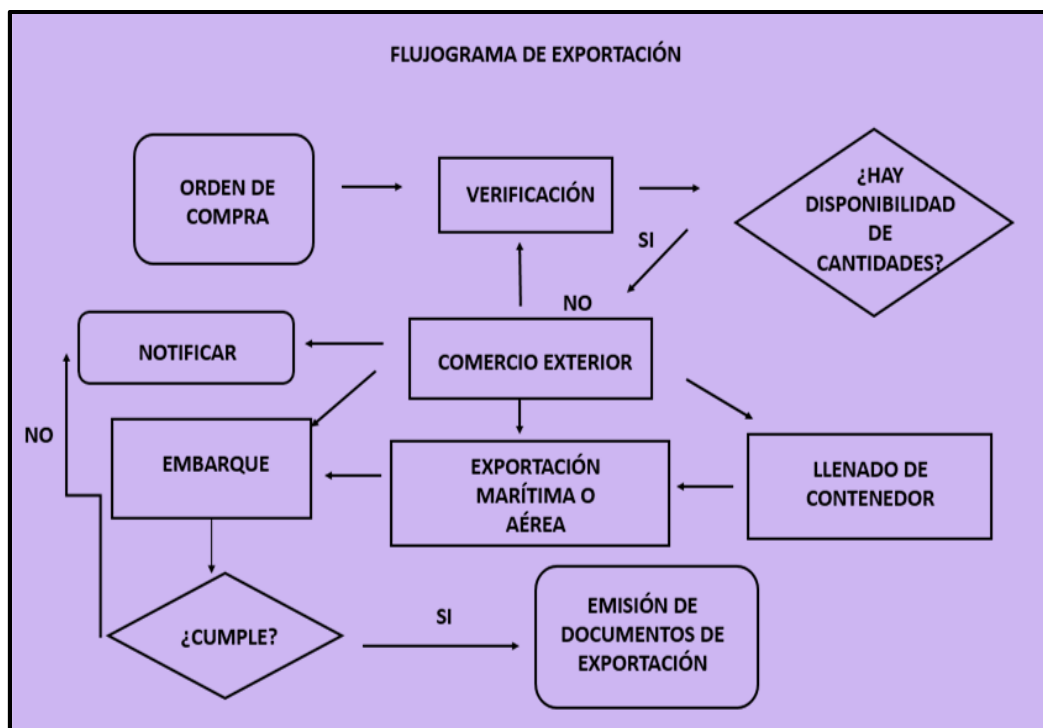 FLUJOGRAMA DE EXPORTACIÓN
ORDEN DE
COMPRA
VERIFICACIÓN
¿HAY
DISPONIBILIDAD
DE
CANTIDADES?
SI
NO
NOTIFICAR
COMERCIO EXTERIOR
NO
EMBARQUE
EXPORTACIÓN
MARÍTIMA O
AÉREA
LLENADO DE
CONTENEDOR
¿CUMPLE?
SI
EMISIÓN DE
DOCUMENTOS DE
EXPORTACIÓN